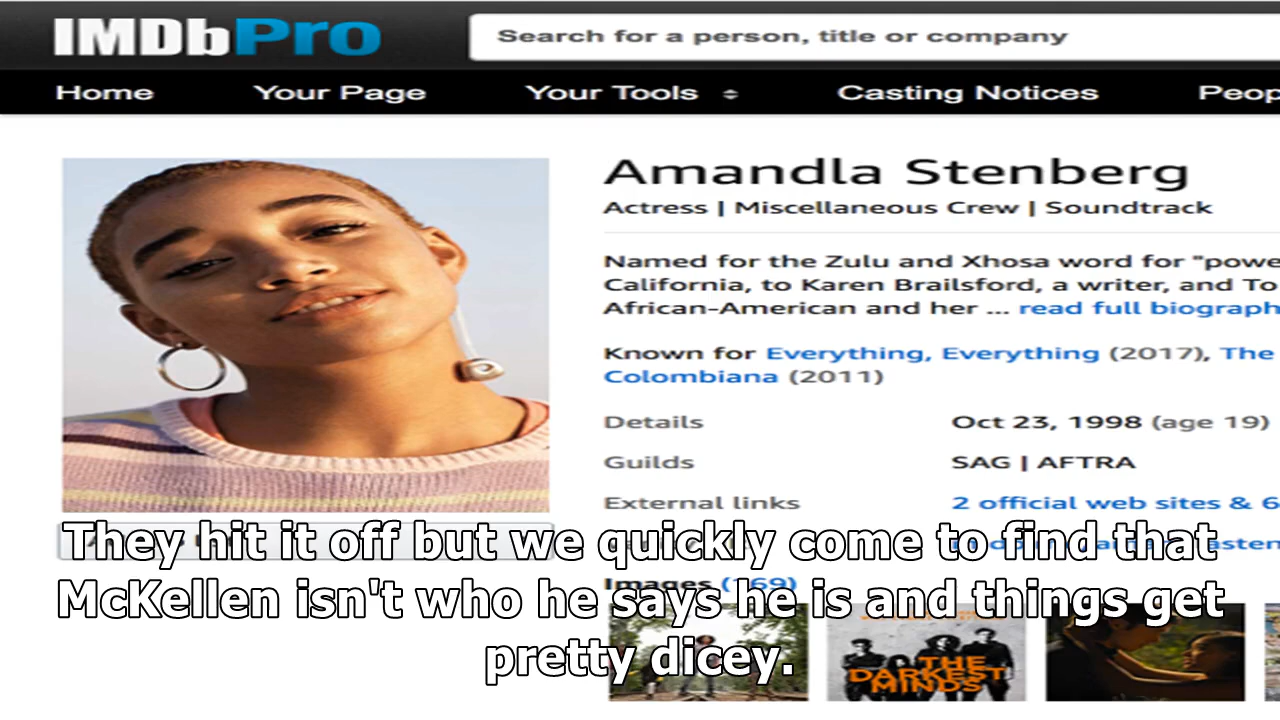 IMDbPro
Search for a person, title or company
Home Your Page Your Tools Casting Notices Peop
Amandla Stenberg
Actress | Miscellaneous Crew | Soundtrack
Named for the Zulu and Xhosa word for "powe
California, to Karen Brailsford, a writer, and To
African-American and her ... read full biograph
Known for Everything, Everything (2017), The
Colombiana (2011)
Details Oct 23, 1998 (age 19)
Guilds SAG | AFTRA
External links 2 official web sites & 6
They hit it off but we quickly come to find that
Images (169)
McKellen isn't who he says he is and things get
pretty dicey.
THE
DARKEST
MINDS